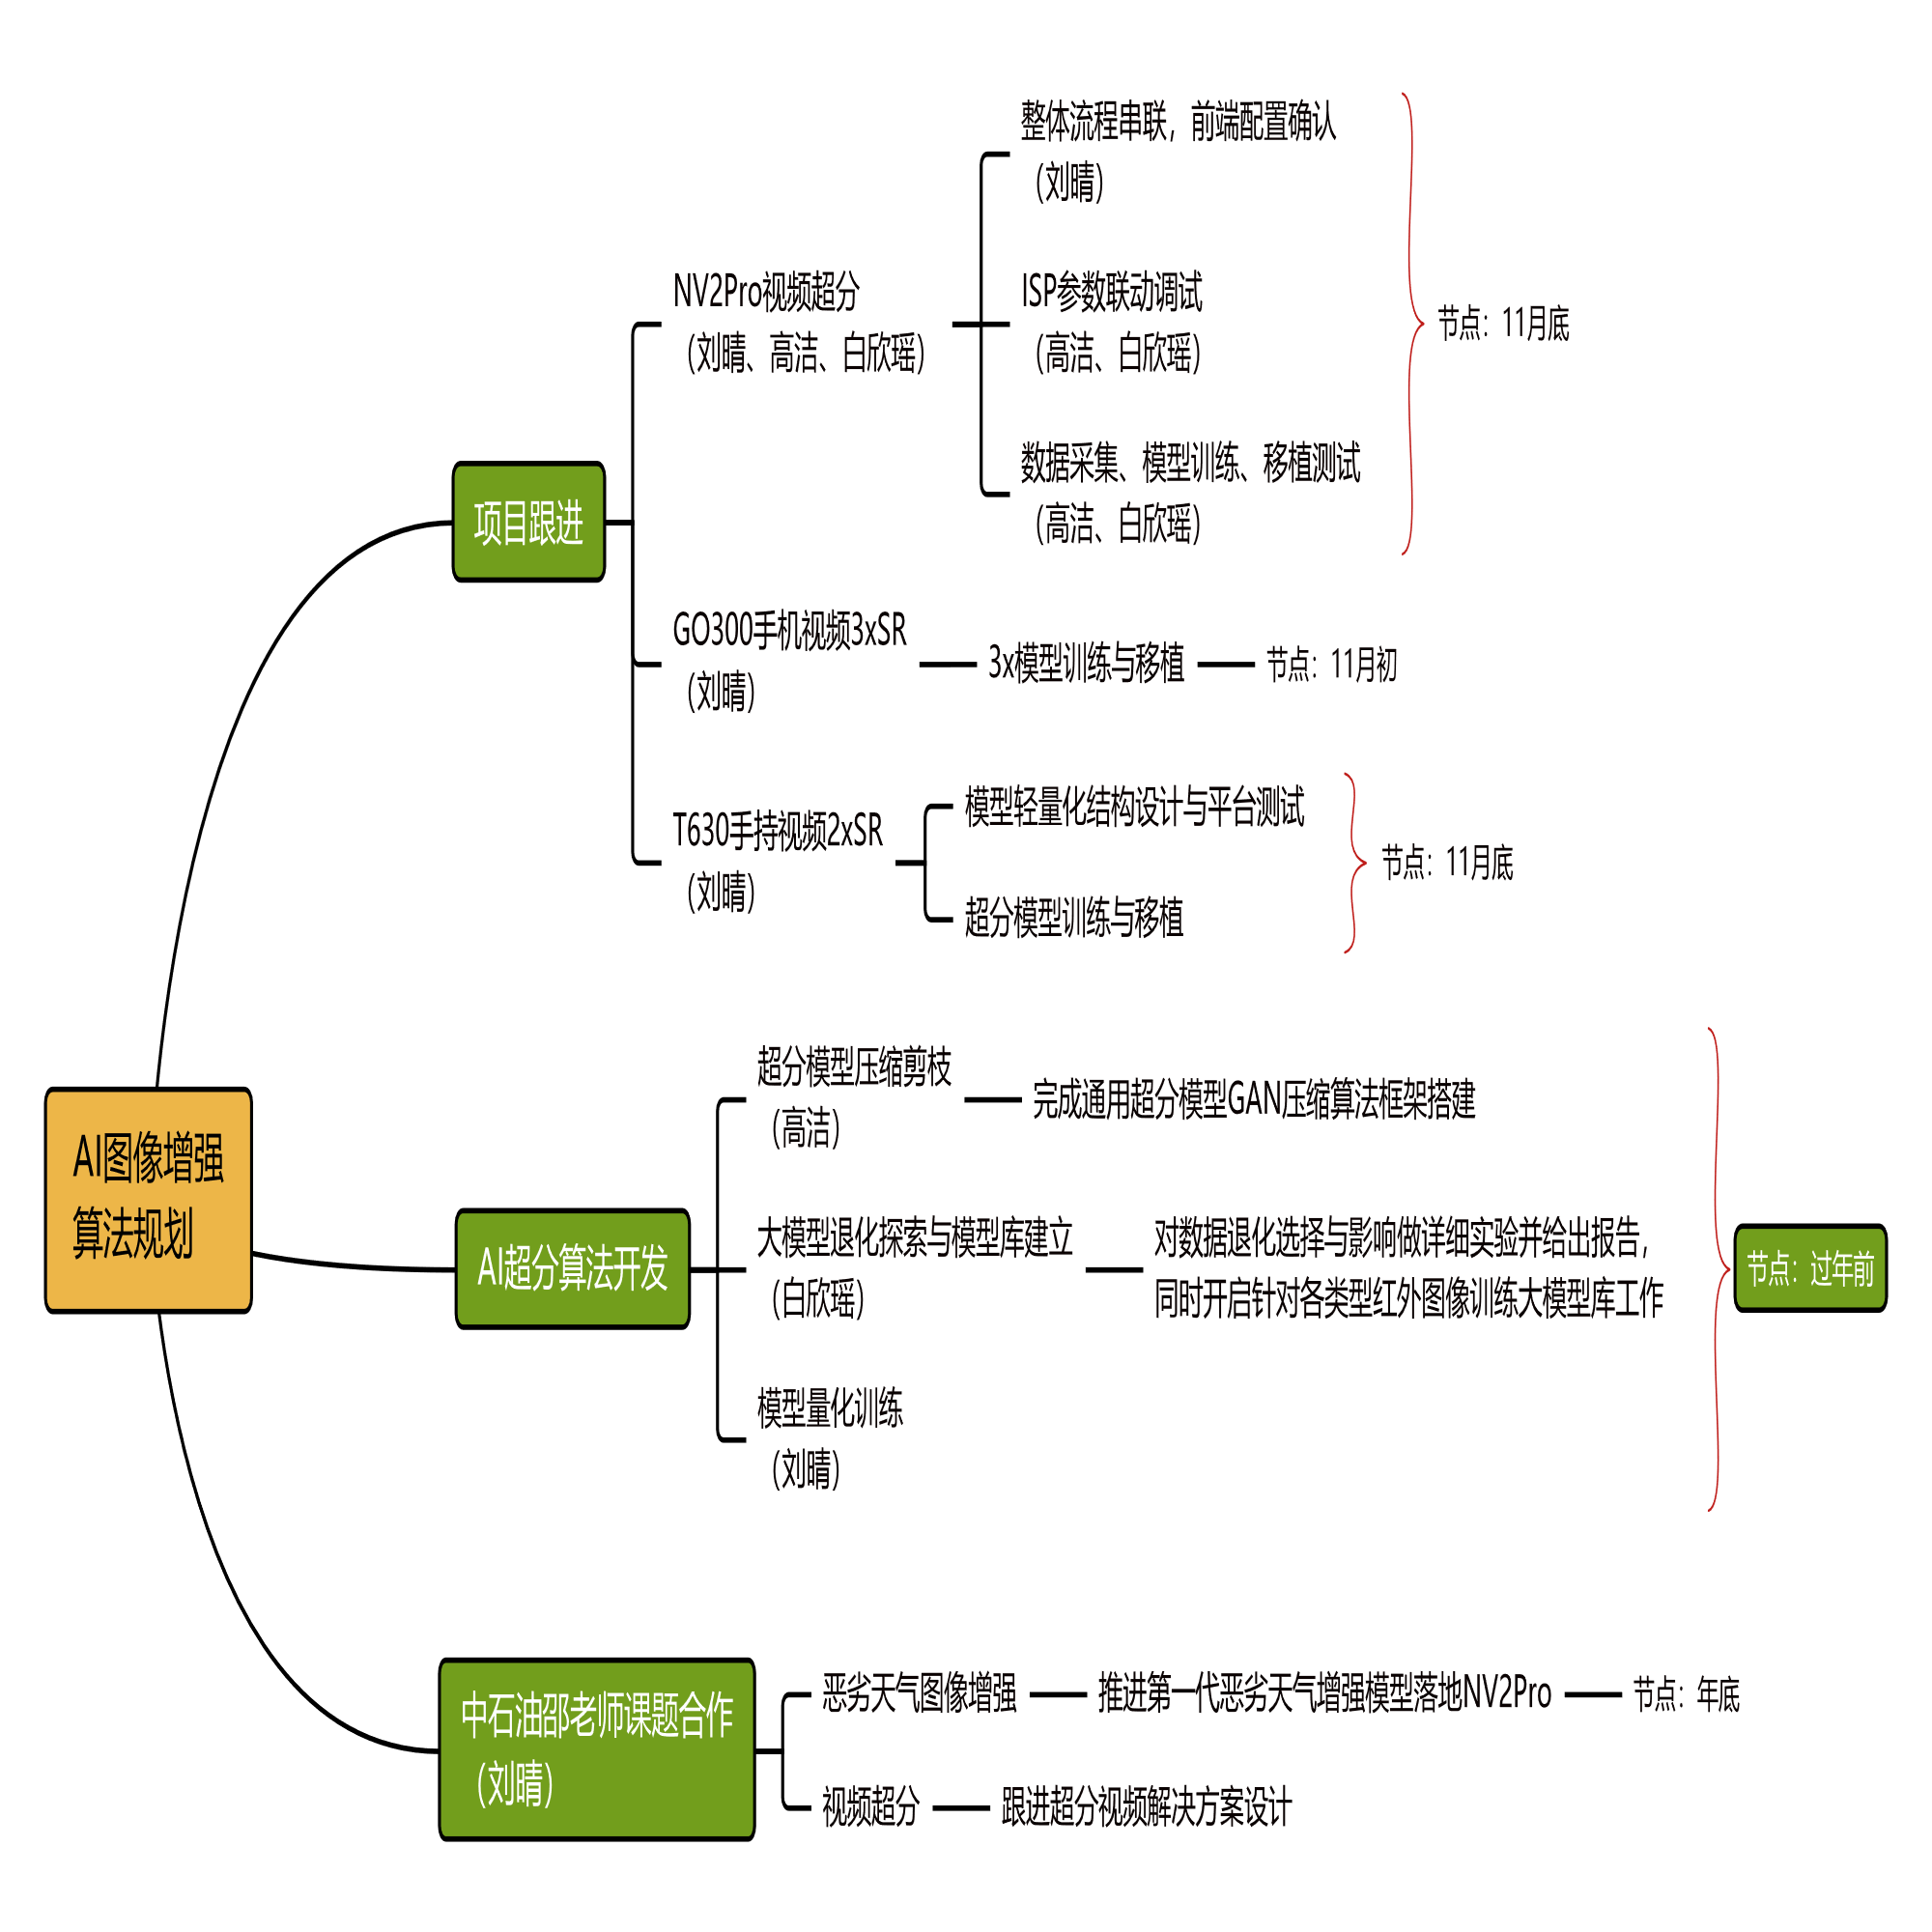 AI图像增强
算法规划
项目跟进
NV2Pro视频超分
（刘晴、高洁、白欣瑶）
整体流程串联，前端配置确认
（刘晴）
ISP参数联动调试
（高洁、白欣瑶）
数据采集、模型训练、移植测试
（高洁、白欣瑶）
节点：11月底
GO300手机视频3xSR
（刘晴）
3x模型训练与移植
节点：11月初
T630手持视频2xSR
（刘晴）
模型轻量化结构设计与平台测试
超分模型训练与移植
节点：11月底
AI超分算法开发
超分模型压缩剪枝
（高洁）
完成通用超分模型GAN压缩算法框架搭建
大模型退化探索与模型库建立
（白欣瑶）
对数据退化选择与影响做详细实验并给出报告，
同时开启针对各类型红外图像训练大模型库工作
模型量化训练
（刘晴）
节点：过年前
中石油邵老师课题合作
（刘晴）
恶劣天气图像增强
推进第一代恶劣天气增强模型落地NV2Pro
节点：年底
视频超分
跟进超分视频解决方案设计